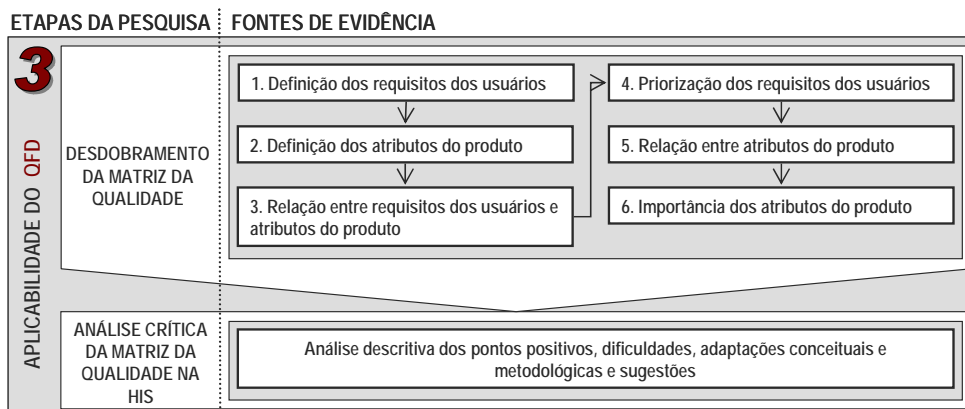 ETAPAS DA PESQUISA
FONTES DE EVIDÊNCIA
3
APLICABILIDADE DO QFD
DESDOBRAMENTO
DA MATRIZ DA
QUALIDADE
1. Definição dos requisitos dos usuários
2. Definição dos atributos do produto
3. Relação entre requisitos dos usuários e
atributos do produto
4. Priorização dos requisitos dos usuários
5. Relação entre atributos do produto
6. Importância dos atributos do produto
ANÁLISE CRÍTICA
DA MATRIZ DA
QUALIDADE NA
HIS
Análise descritiva dos pontos positivos, dificuldades, adaptações conceituais e
metodológicas e sugestões